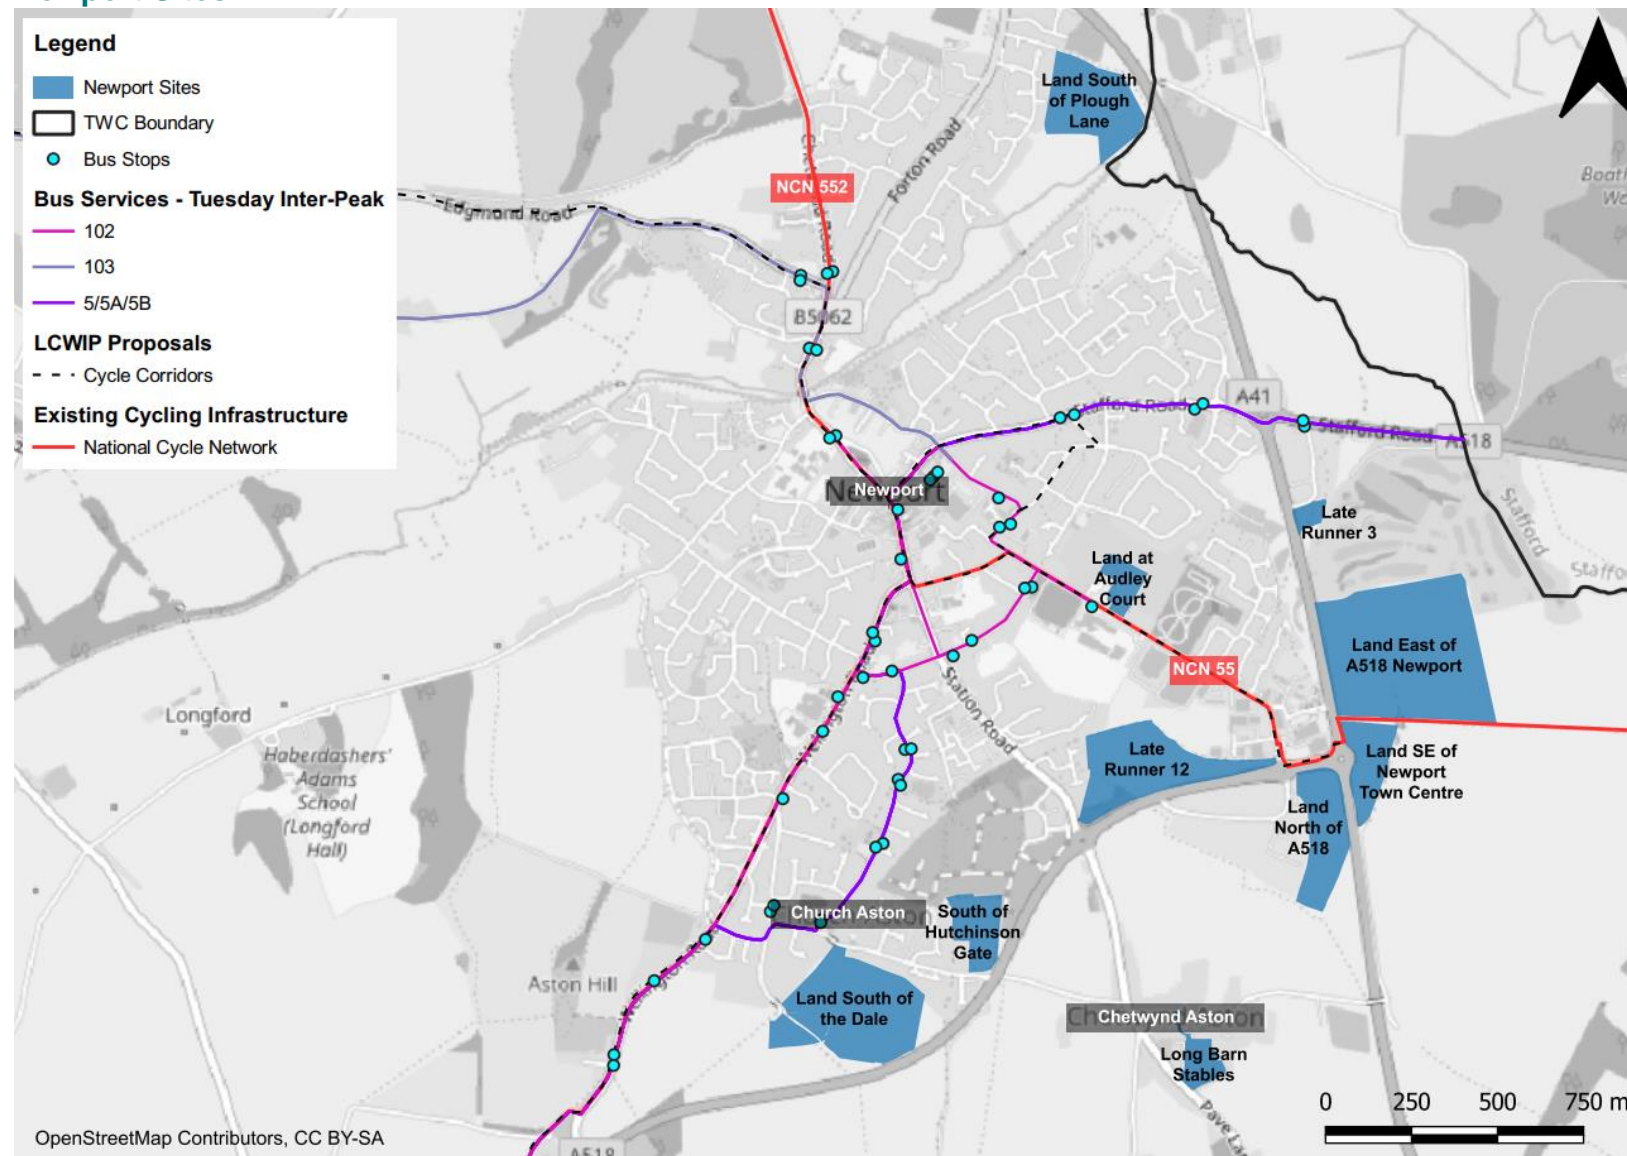 Legend
Newport Sites
TWC Boundary
Bus Stops
Bus Services - Tuesday Inter-Peak
102
103
5/5A/5B
LCWIP Proposals
Cycle Corridors
Existing Cycling Infrastructure
National Cycle Network
Land South
of Plough
Lane
Forton Road
NCN 552
Edgmond Road
B5062
A41
Stafford Road
Stafford Road
A518
Newport
Late
Runner 3
Stafford
Land at
Audley
Court
Land East of
A518 Newport
NCN 55
Station Road
Longford
Haberdashers'
Adams
School
(Longford
Hall)
Late
Runner 12
Land SE of
Newport
Town Centre
Land
North of
A518
Church Aston
South of
Hutchinson
Gate
Aston Hill
Land South of
the Dale
Chetwynd Aston
Long Barn
Stables
0 250 500 750 m
OpenStreetMap Contributors, CC BY-SA
A518